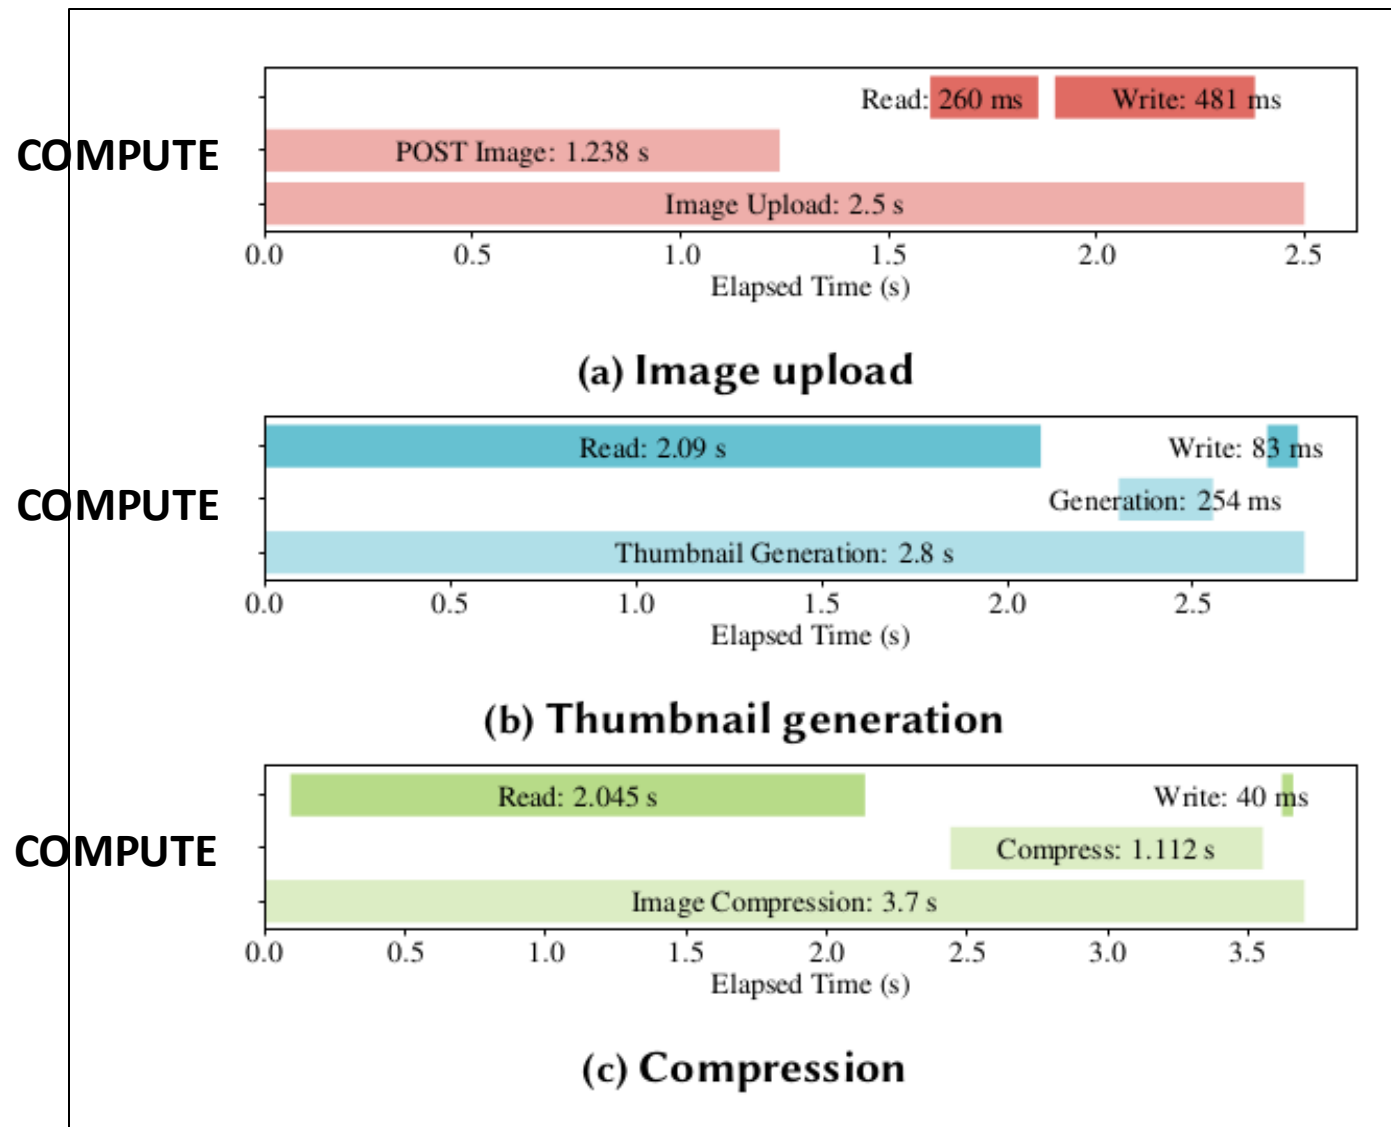 Read: 260 ms Write: 481 ms
COMPUTE POST Image: 1.238 s
Image Upload: 2.5 s
0.0 0.5 1.0 1.5 2.0 2.5
Elapsed Time (s)
(a) Image upload
Read: 2.09 s Write: 83 ms
COMPUTE Generation: 254 ms
Thumbnail Generation: 2.8 s
0.0 0.5 1.0 1.5 2.0 2.5
Elapsed Time (s)
(b) Thumbnail generation
Read: 2.045 s Write: 40 ms
COMPUTE Compress: 1.112 s
Image Compression: 3.7 s
0.0 0.5 1.0 1.5 2.0 2.5 3.0 3.5
Elapsed Time (s)
(c) Compression